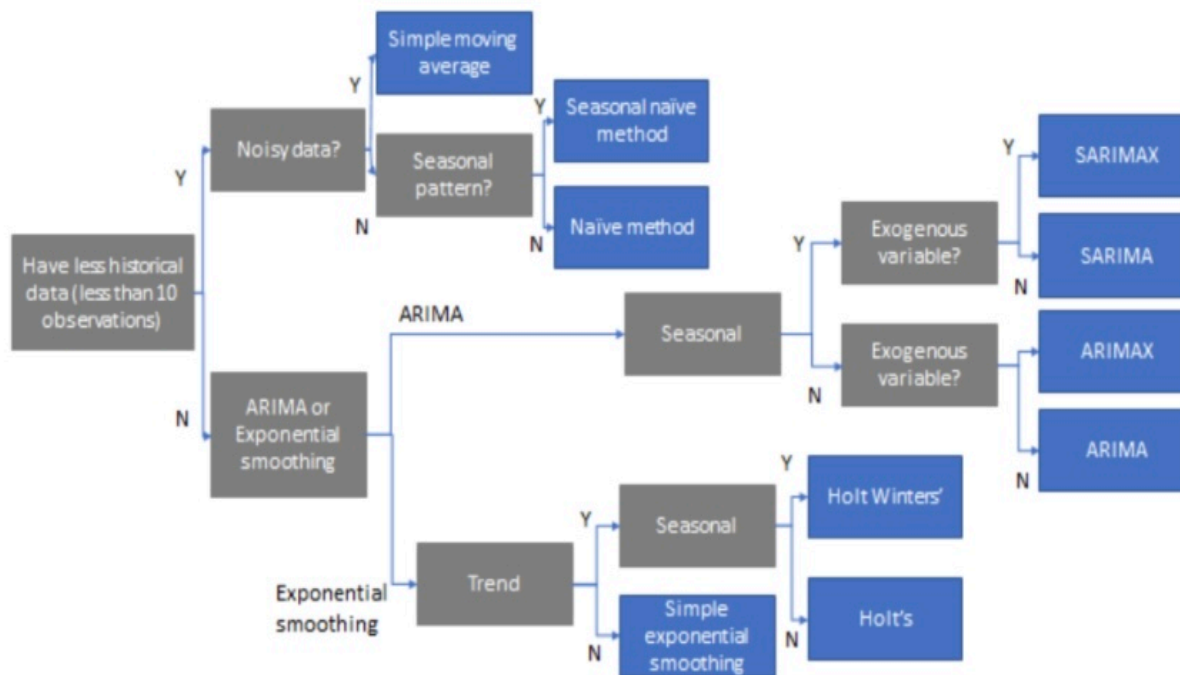 Simple moving
average
Y
Noisy data?
Y
Seasonal
pattern?
N
Y
Seasonal naïve
method
N
Naïve method
Have less historical
data (less than 10
observations)
N
ARIMA or
Exponential
smoothing
ARIMA
Seasonal
Y
Exogenous
variable?
Y
SARIMAX
SARIMA
N
N
Exogenous
variable?
Y
ARIMAX
ARIMA
N
Exponential
smoothing
Trend
Y
Seasonal
Y
Holt Winters'
N
Holt's
N
Simple
exponential
smoothing